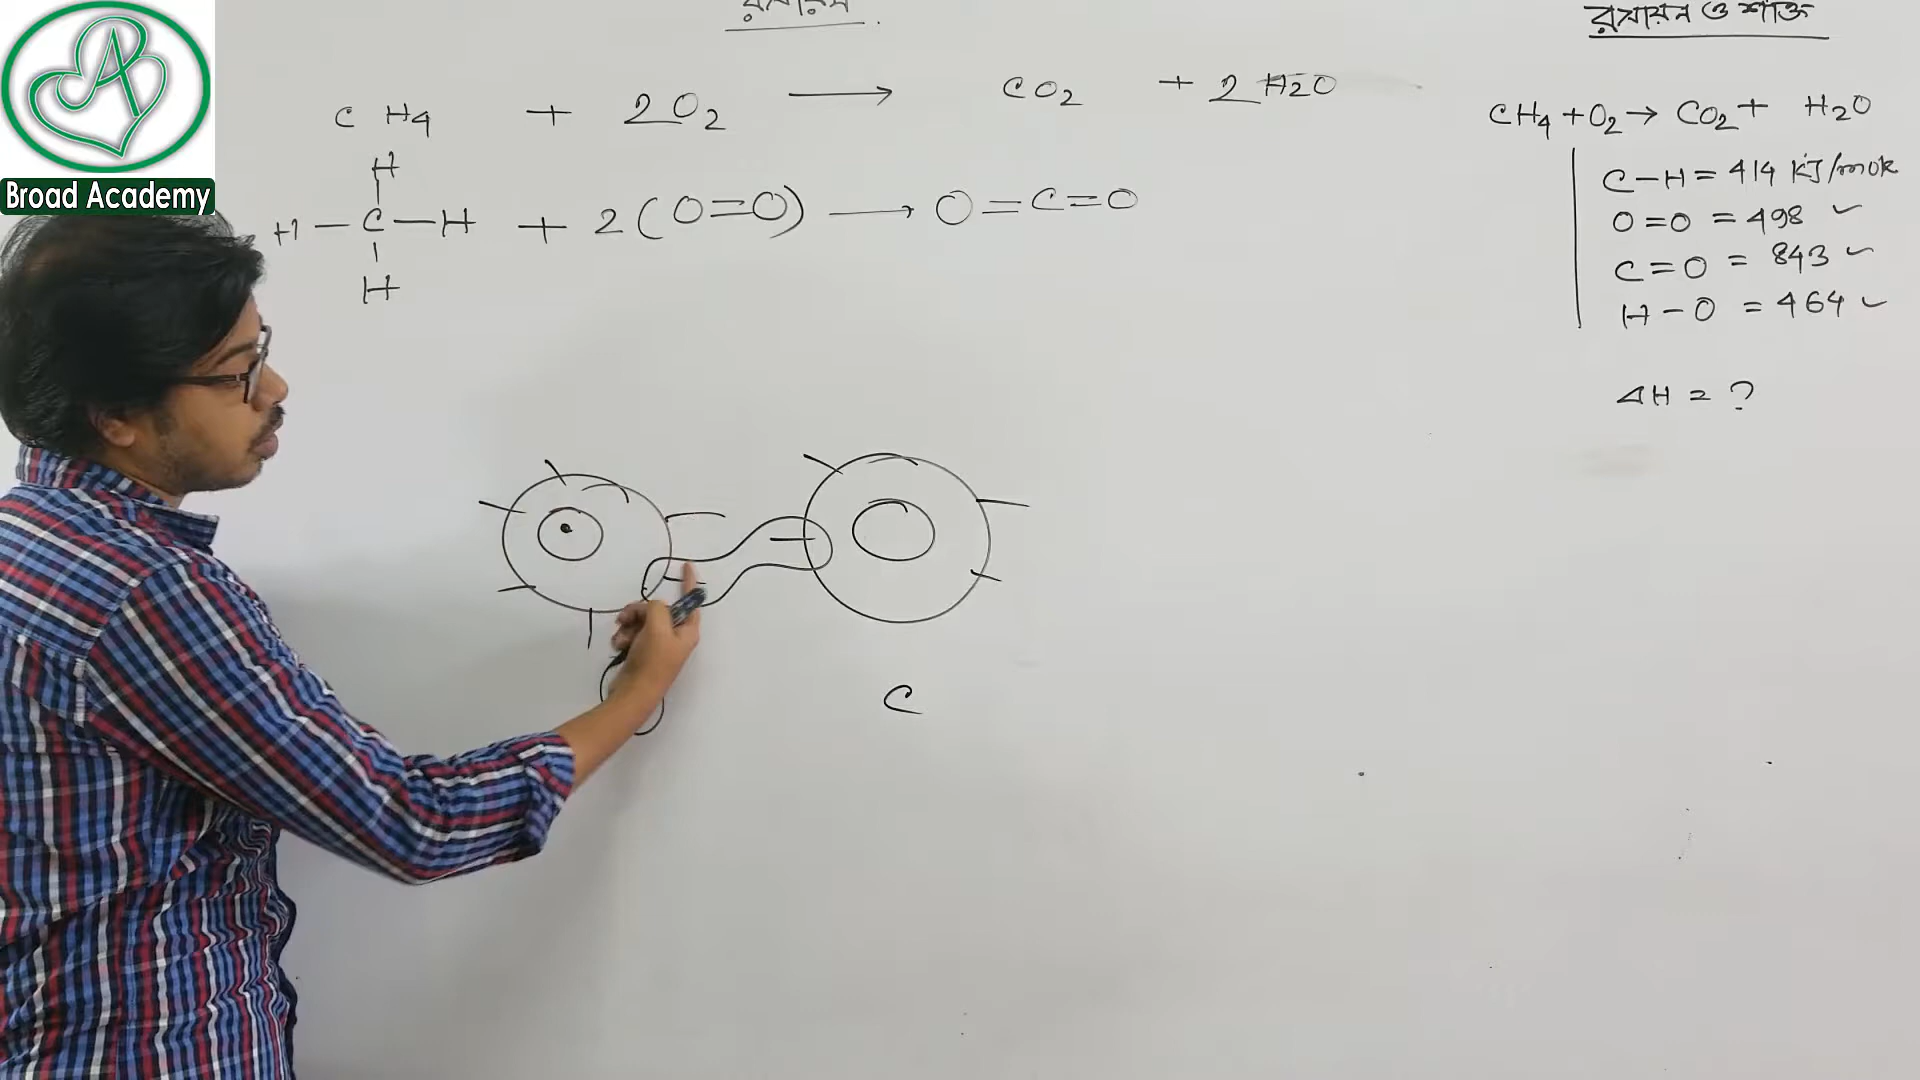 Broad Academy
রসায়ন
CH4 + 2O2 → CO2 + 2H2O
H
H – C – H + 2(O=O) → O=C=O
H
C
রসায়ন ও শক্তি
CH4 + O2 → CO2 + H2O
C–H = 414 kJ/mole
O=O = 498 ✓
C=O = 843 ✓
H–O = 464 ✓
ΔH = ?